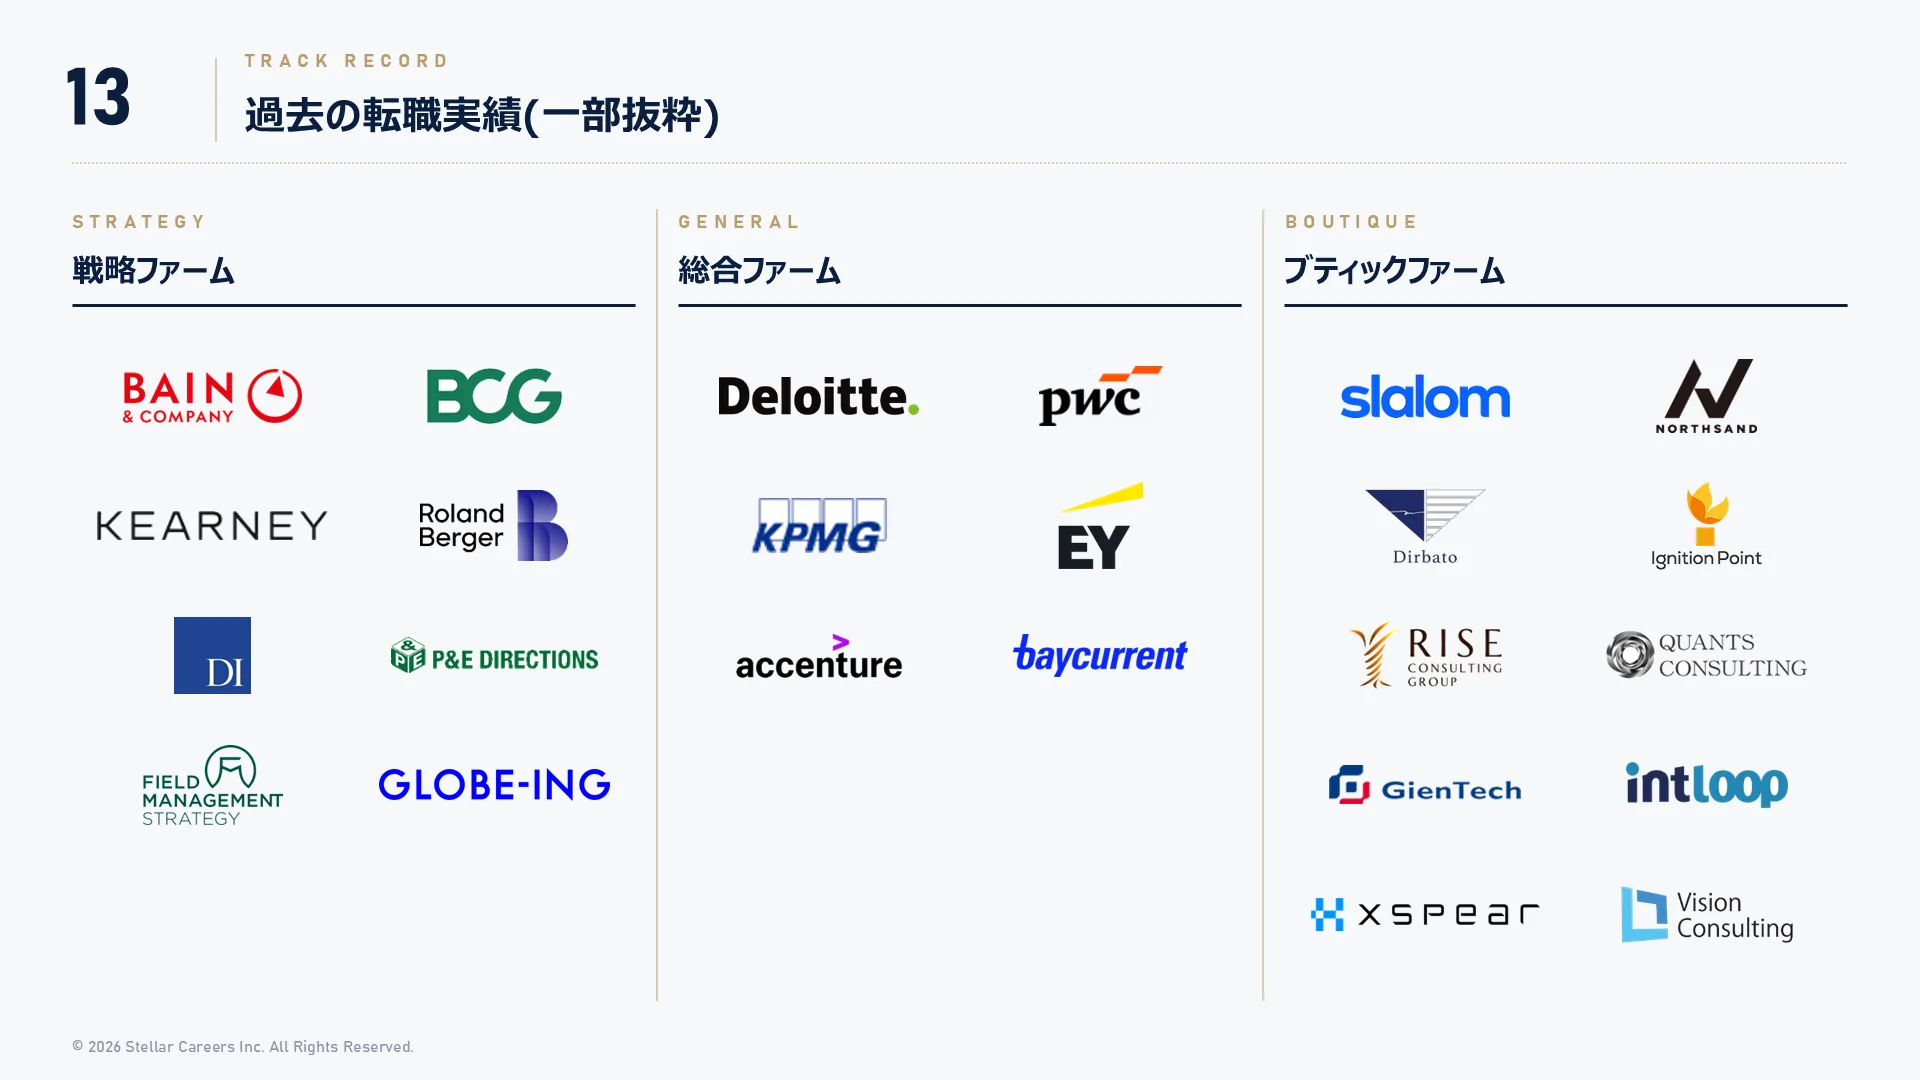 13
TRACK RECORD
過去の転職実績(一部抜粋)
STRATEGY
戦略ファーム
BAIN
& COMPANY
BCG
KEARNEY
Roland
Berger
DI
P&E
P&E DIRECTIONS
FIELD
MANAGEMENT
STRATEGY
GLOBE-ING
GENERAL
総合ファーム
Deloitte.
pwc
KPMG
EY
accenture
baycurrent
BOUTIQUE
ブティックファーム
slalom
NORTHSAND
Dirbato
Ignition Point
RISE
CONSULTING
GROUP
QUANTS
CONSULTING
GienTech
intloop
xspear
Vision
Consulting
© 2026 Stellar Careers Inc. All Rights Reserved.